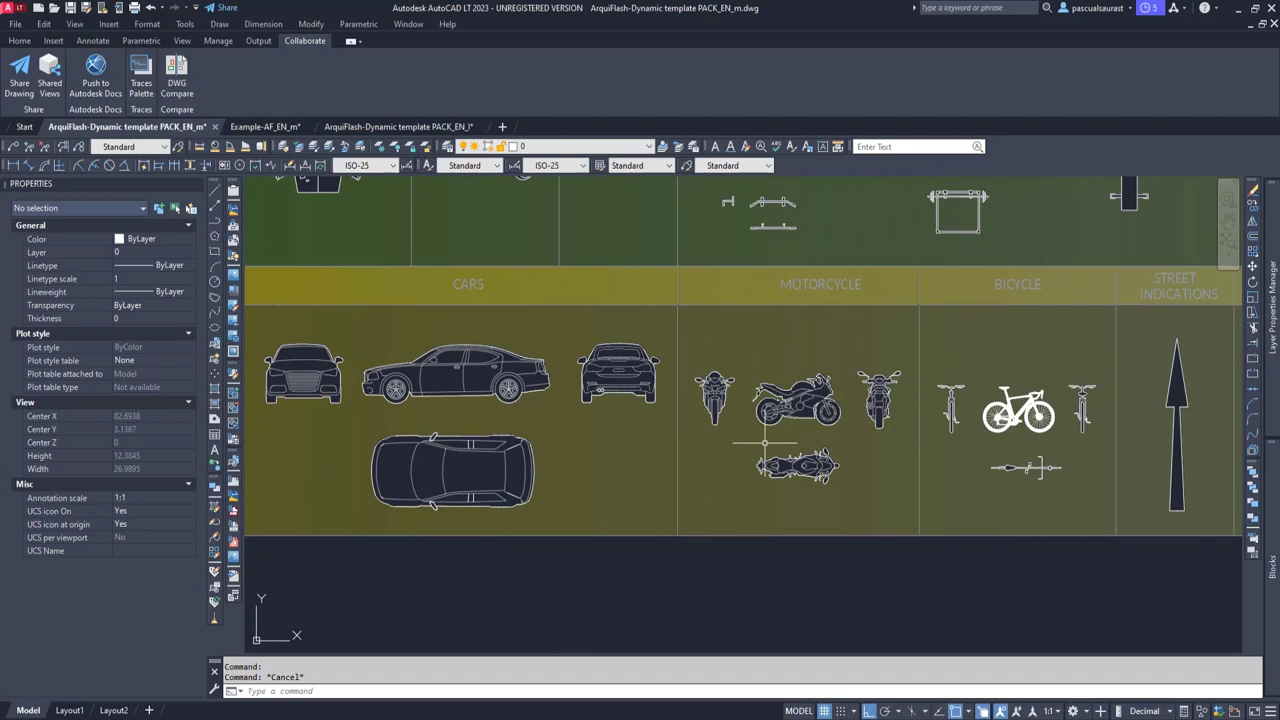 LT
Share
Autodesk AutoCAD LT 2023 - UNREGISTERED VERSION
ArquiFlash-Dynamic template PACK_EN_m.dwg
Type a keyword or phrase
pascualsaurast
5
File
Edit
View
Insert
Format
Tools
Draw
Dimension
Modify
Parametric
Window
Help
Home
Insert
Annotate
Parametric
View
Manage
Output
Collaborate
Share
Drawing
Shared
Views
Push to
Autodesk Docs
Traces
Palette
DWG
Compare
Share
Autodesk Docs
Traces
Compare
Start
ArquiFlash-Dynamic template PACK_EN_m*
Example-AF_EN_m*
ArquiFlash-Dynamic template PACK_EN_I*
Standard
0
Enter Text
ISO-25
Standard
ISO-25
Standard
Standard
PROPERTIES
No selection
General
Color ByLayer
Layer 0
Linetype ByLayer
Linetype scale 1
Lineweight ByLayer
Transparency ByLayer
Thickness 0
Plot style
Plot style ByColor
Plot style table None
Plot table attached to Model
Plot table type Not available
View
Center X 82.6938
Center Y 3.1367
Center Z 0
Height 12.3845
Width 26.9895
Misc
Annotation scale 1:1
UCS icon On Yes
UCS icon at origin Yes
UCS per viewport No
UCS Name
CARS
MOTORCYCLE
BICYCLE
STREET
INDICATIONS
Y
X
Layer Properties Manager
Blocks
Command:
Command: *Cancel*
Type a command
Model
Layout1
Layout2
MODEL
1:1
Decimal